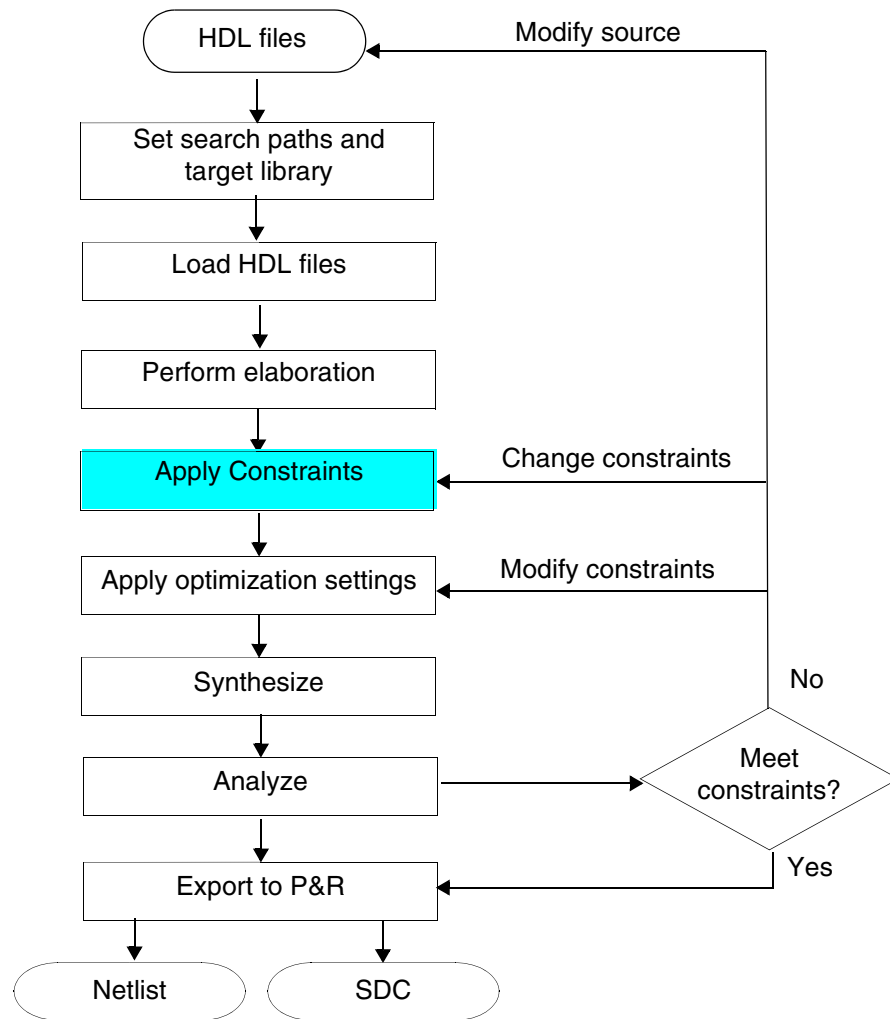 HDL files
Modify source
Set search paths and
target library
Load HDL files
Perform elaboration
Apply Constraints
Change constraints
Apply optimization settings
Modify constraints
Synthesize
No
Analyze
Meet
constraints?
Yes
Export to P&R
Netlist
SDC